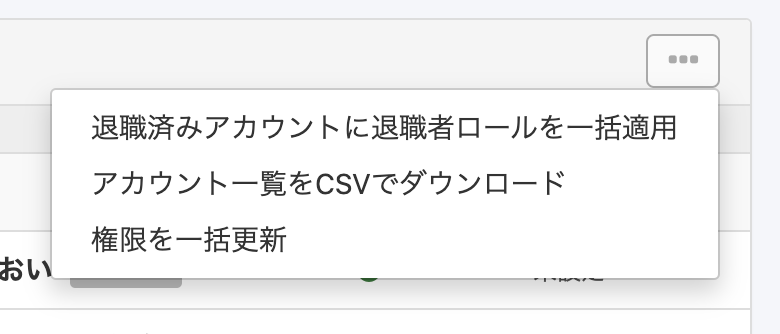 退職済みアカウントに退職者ロールを一括適用
アカウント一覧をCSVでダウンロード
権限を一括更新
おい